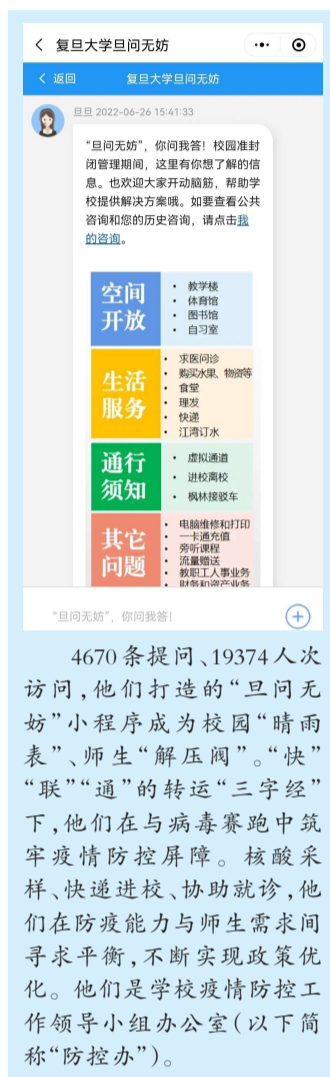 复旦大学旦问无妨
返回 复旦大学旦问无妨
旦旦 2022-06-26 15:41:33
“旦问无妨”，你问我答！校园准封
闭管理期间，这里有你想了解的信
息。也欢迎大家开动脑筋，帮助学
校提供解决方案哦。如要查看公共
咨询和您的历史咨询，请点击我
的咨询。
空间
开放
• 教学楼
• 体育馆
• 图书馆
• 自习室
生活
服务
• 求医问诊
• 购买水果、物资等
• 食堂
• 理发
• 快递
• 江湾订水
通行
须知
• 虚拟通道
• 进校离校
• 枫林接驳车
其它
问题
• 电脑维修和打印
• 一卡通充值
• 旁听课程
• 流量赠送
• 教职工人事业务
• 财务和资产业务
“旦问无妨”，你问我答!
4670条提问、19374人次
访问，他们打造的“旦问无
妨”小程序成为校园“晴雨
表”、师生“解压阀”。“快”
“联”“通”的转运“三字经”
下，他们在与病毒赛跑中筑
牢疫情防控屏障。核酸采
样、快递进校、协助就诊，他
们在防疫能力与师生需求间
寻求平衡，不断实现政策优
化。他们是学校疫情防控工
作领导小组办公室（以下简
称“防控办”）。